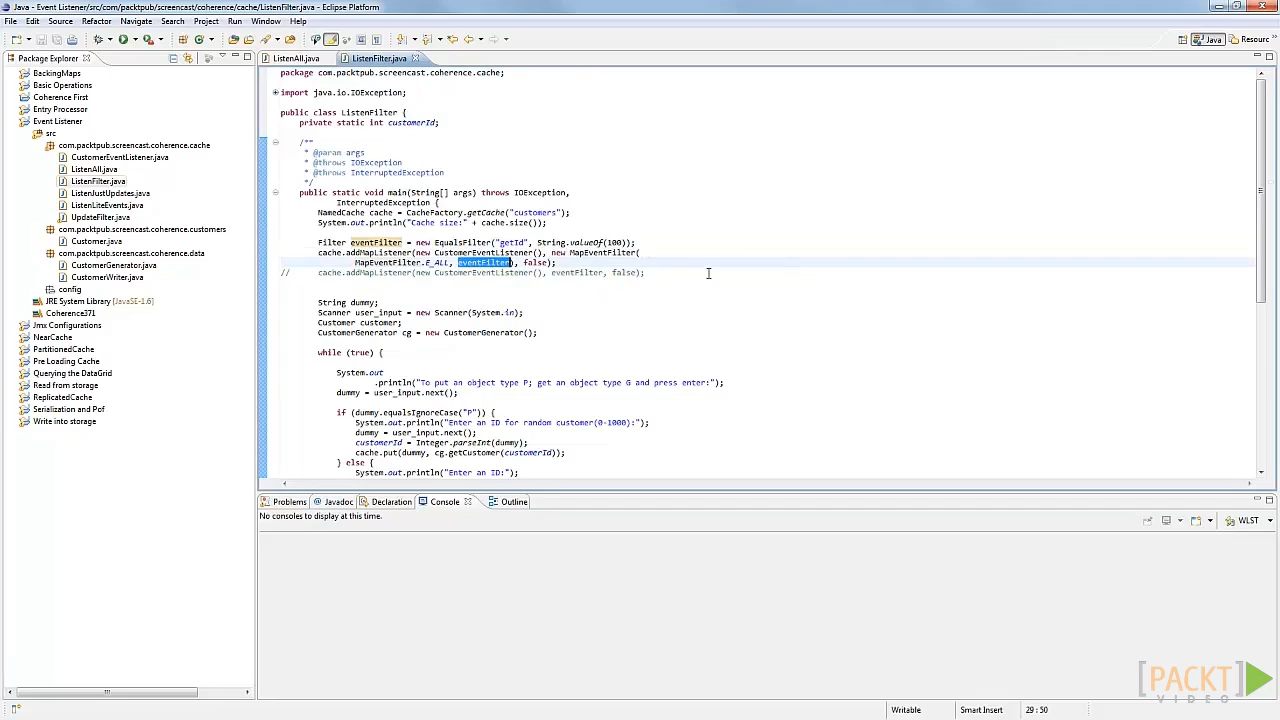 Java - Event Listener/src/com/packtpub/screencast/coherence/cache/ListenFilter.java - Eclipse Platform
File Edit Source Refactor Navigate Search Project Run Window Help
Java Resourc
Package Explorer
BackingMaps
Basic Operations
Coherence First
Entry Processor
Event Listener
src
com.packtpub.screencast.coherence.cache
CustomerEventListener.java
ListenAll.java
ListenFilter.java
ListenJustUpdates.java
ListenLiteEvents.java
UpdateFilter.java
com.packtpub.screencast.coherence.customers
Customer.java
com.packtpub.screencast.coherence.data
CustomerGenerator.java
CustomerWriter.java
config
JRE System Library [JavaSE-1.6]
Coherence371
Jmx Configurations
NearCache
PartitionedCache
Pre Loading Cache
Querying the DataGrid
Read from storage
ReplicatedCache
Serialization and Pof
Write into storage
ListenAll.java ListenFilter.java
package com.packtpub.screencast.coherence.cache;
import java.io.IOException;
public class ListenFilter {
private static int customerId;
/**
* @param args
* @throws IOException
* @throws InterruptedException
*/
public static void main(String[] args) throws IOException,
InterruptedException {
NamedCache cache = CacheFactory.getCache("customers");
System.out.println("Cache size:" + cache.size());
Filter eventFilter = new EqualsFilter("getId", String.valueOf(100));
cache.addMapListener(new CustomerEventListener(), new MapEventFilter(
MapEventFilter.E_ALL, eventFilter), false);
// cache.addMapListener(new CustomerEventListener(), eventFilter, false);
String dummy;
Scanner user_input = new Scanner(System.in);
Customer customer;
CustomerGenerator cg = new CustomerGenerator();
while (true) {
System.out
.println("To put an object type P; get an object type G and press enter:");
dummy = user_input.next();
if (dummy.equalsIgnoreCase("P")) {
System.out.println("Enter an ID for random customer(0-1000):");
dummy = user_input.next();
customerId = Integer.parseInt(dummy);
cache.put(dummy, cg.getCustomer(customerId));
} else {
System.out.println("Enter an ID:");
Problems @ Javadoc Declaration Console Outline
No consoles to display at this time.
WLST
[PACKT]
VIDEO
Writable Smart Insert 29 : 50